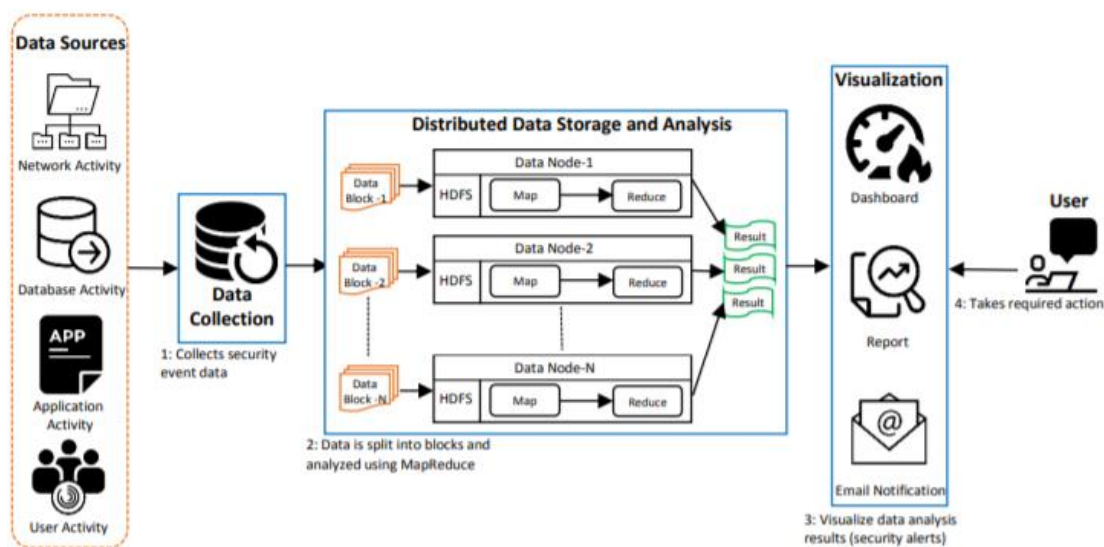 Data Sources
Network Activity
Database Activity
APP
Application
Activity
User Activity
Data
Collection
1: Collects security
event data
Distributed Data Storage and Analysis
Data
Block -1
Data Node-1
HDFS
Map
Reduce
Data
Block -2
Data Node-2
HDFS
Map
Reduce
Data
Block -N
Data Node-N
HDFS
Map
Reduce
Result
Result
Result
2: Data is split into blocks and
analyzed using MapReduce
Visualization
Dashboard
Report
@
Email Notification
3: Visualize data analysis
results (security alerts)
User
4: Takes required action